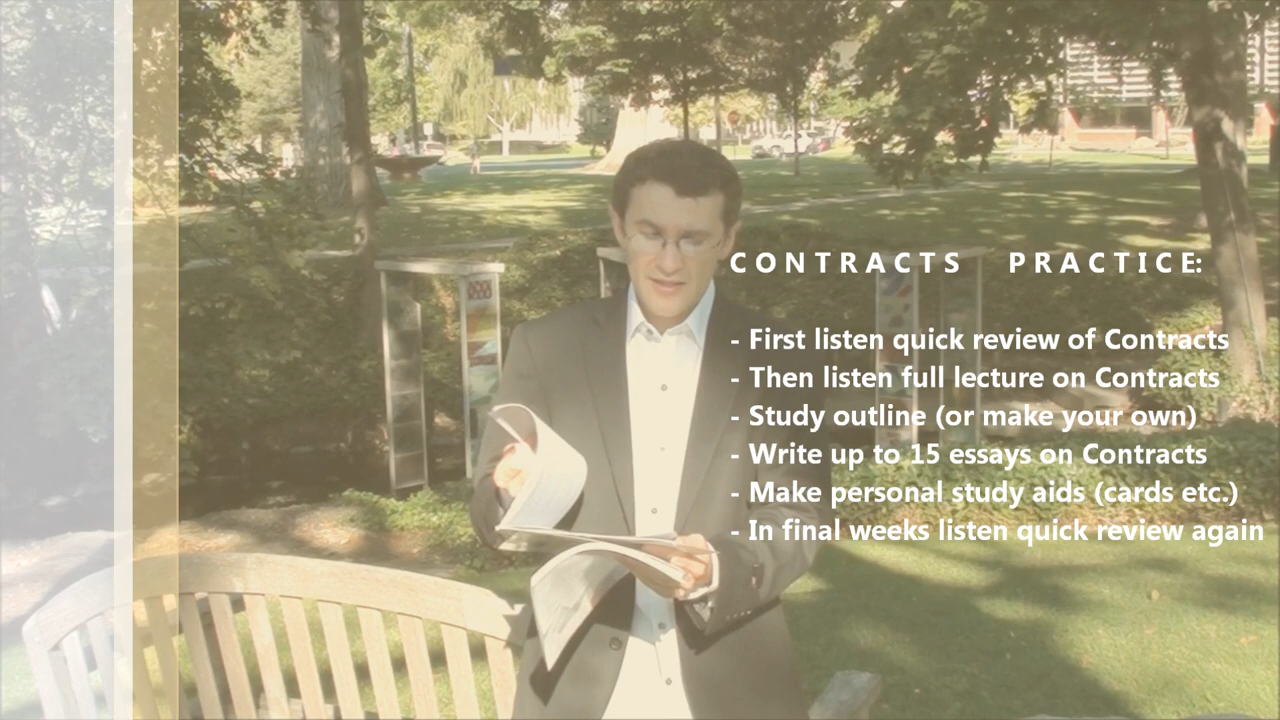 CONTRACTS PRACTICE:
- First listen quick review of Contracts
- Then listen full lecture on Contracts
- Study outline (or make your own)
- Write up to 15 essays on Contracts
- Make personal study aids (cards etc.)
- In final weeks listen quick review again